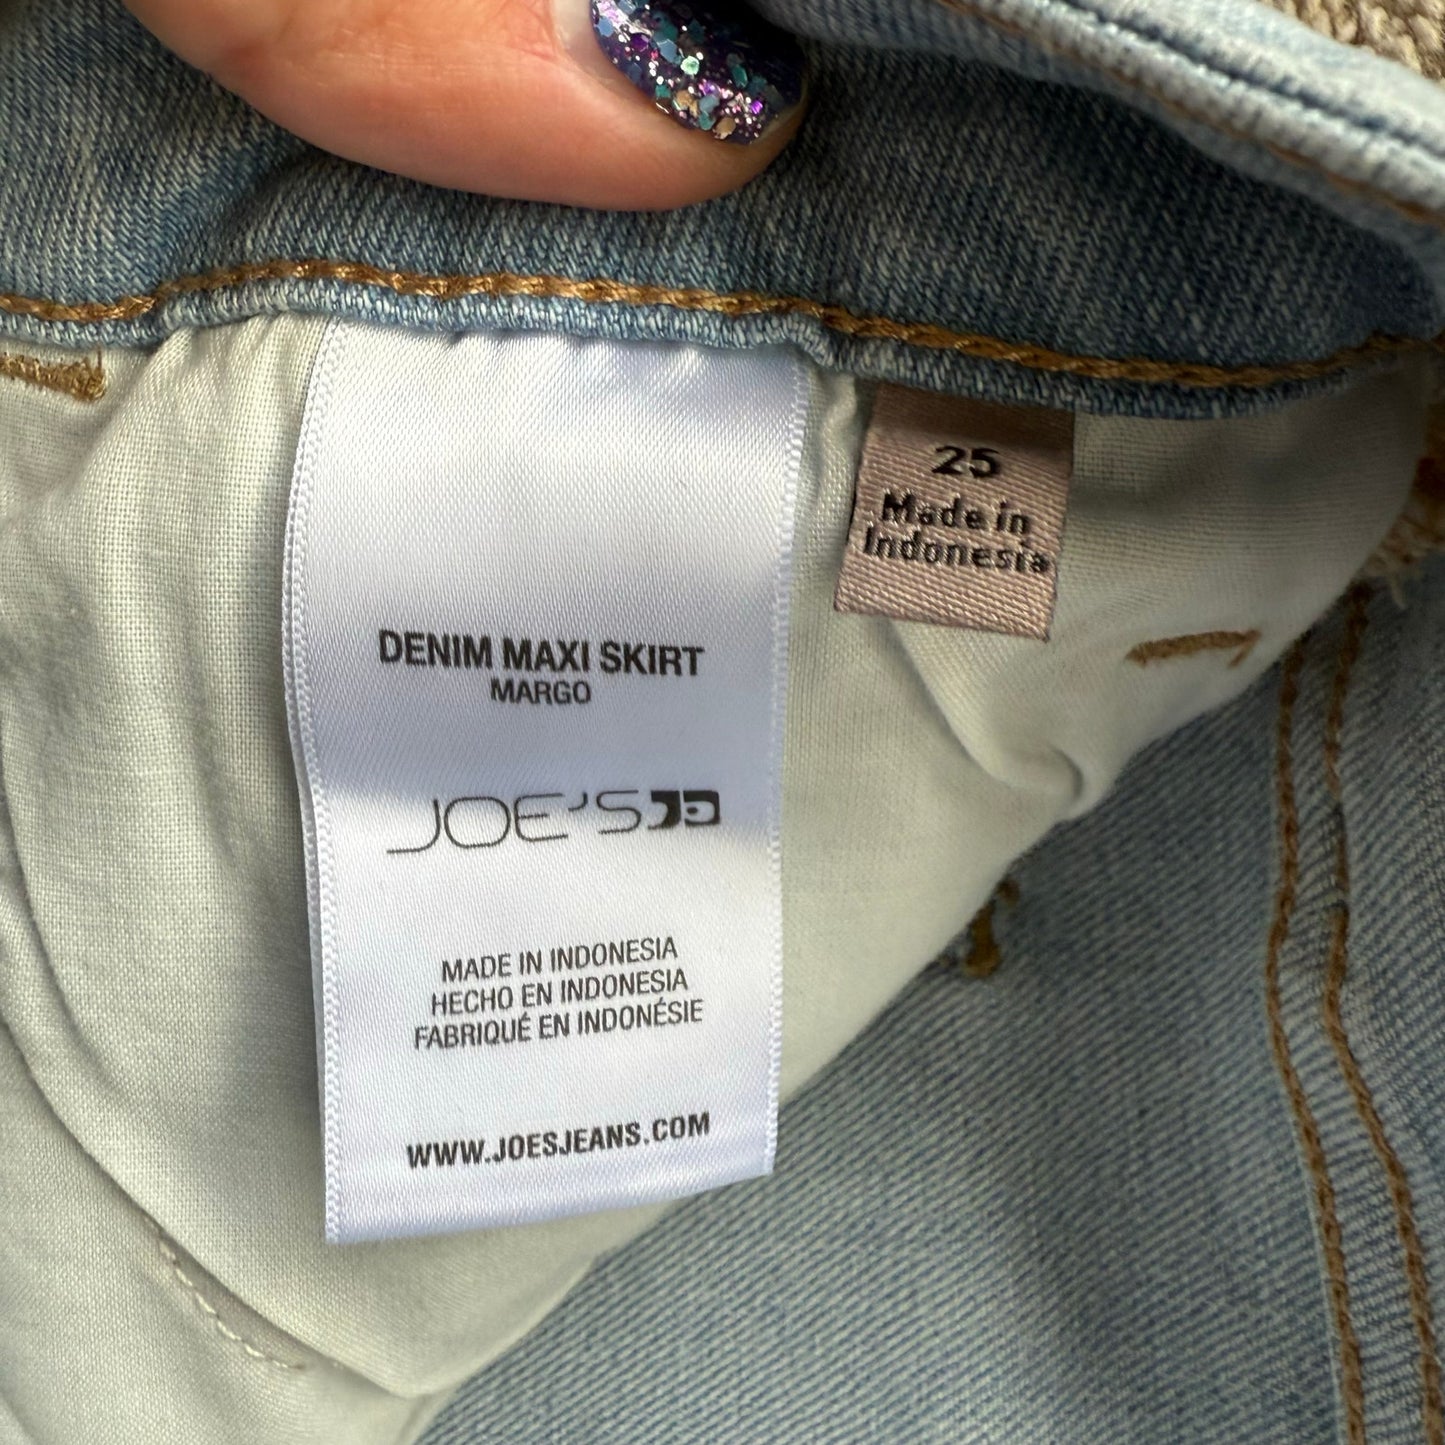 DENIM MAXI SKIRT
MARGO
JOE'S
MADE IN INDONESIA
HECHO EN INDONESIA
FABRIQUÉ EN INDONÉSIE
WWW.JOESJEANS.COM
25
Made in
Indonesia